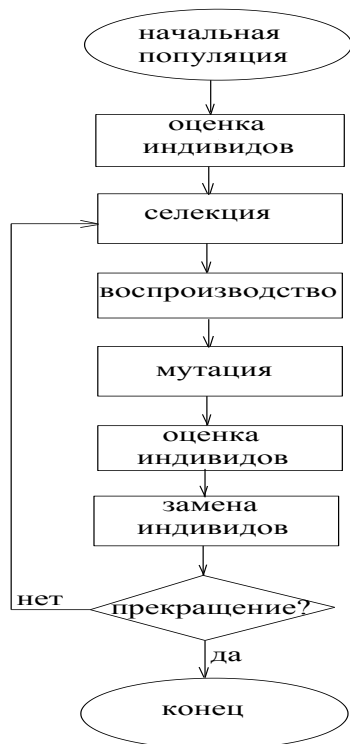 начальная
популяция
оценка
индивидов
селекция
воспроизводство
мутация
оценка
индивидов
замена
индивидов
нет
прекращение?
да
конец